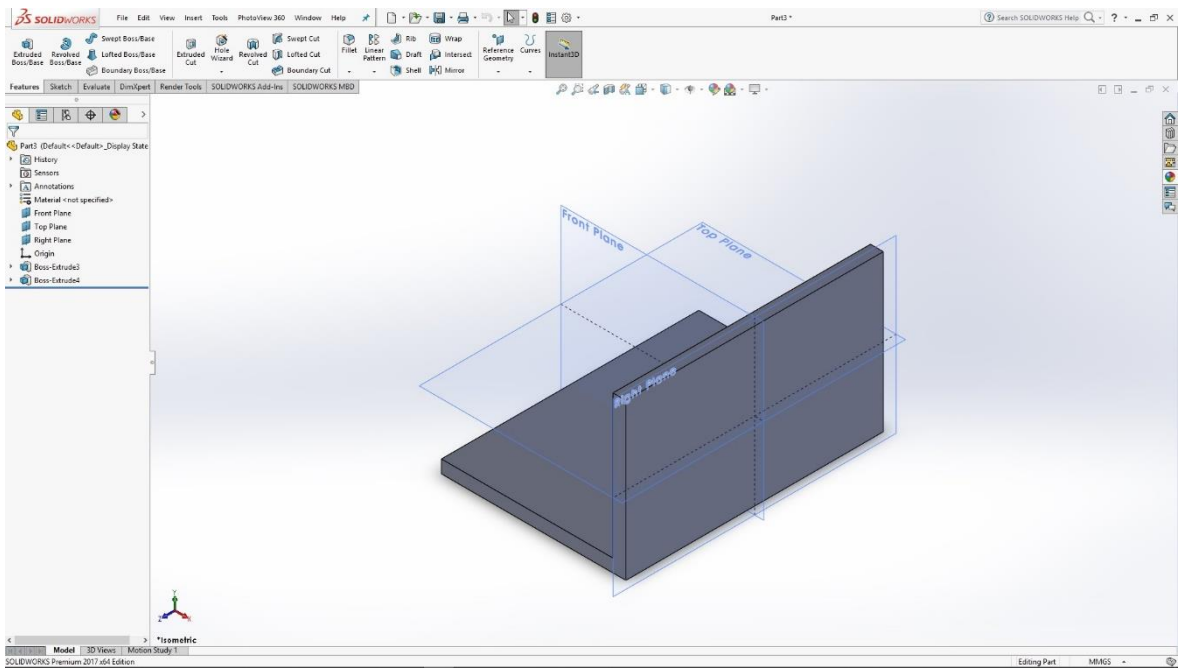 SOLIDWORKS File Edit View Insert Tools PhotoView 360 Window Help Part3 * Search SOLIDWORKS Help
Extruded Boss/Base
Revolved Boss/Base
Swept Boss/Base
Lofted Boss/Base
Boundary Boss/Base
Extruded Cut
Hole Wizard
Revolved Cut
Swept Cut
Lofted Cut
Boundary Cut
Fillet
Linear Pattern
Rib
Draft
Shell
Wrap
Intersect
Mirror
Reference Geometry
Curves
Instant3D
Features Sketch Evaluate DimXpert Render Tools SOLIDWORKS Add-Ins SOLIDWORKS MBD
Part3 (Default<<Default>_Display State
History
Sensors
Annotations
Material <not specified>
Front Plane
Top Plane
Right Plane
Origin
Boss-Extrude3
Boss-Extrude4
Front Plane
Top Plane
Right Plane
Y
Z
X
*Isometric
Model 3D Views Motion Study 1
SOLIDWORKS Premium 2017 x64 Edition Editing Part MMGS